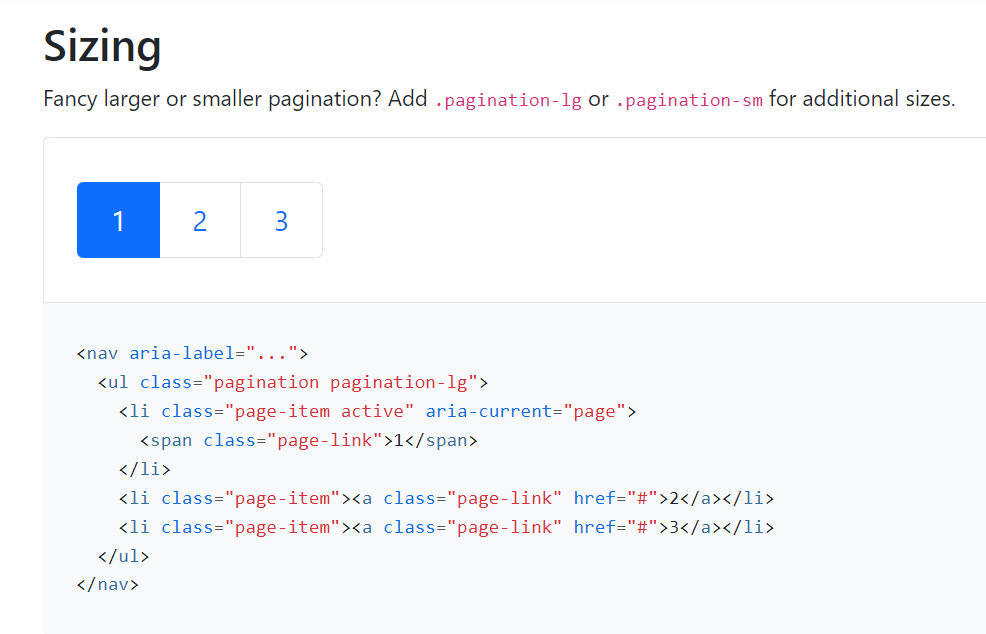 Sizing
Fancy larger or smaller pagination? Add .pagination-lg or .pagination-sm for additional sizes.
1 2 3
<nav aria-label="...">
  <ul class="pagination pagination-lg">
    <li class="page-item active" aria-current="page">
      <span class="page-link">1</span>
    </li>
    <li class="page-item"><a class="page-link" href="#">2</a></li>
    <li class="page-item"><a class="page-link" href="#">3</a></li>
  </ul>
</nav>